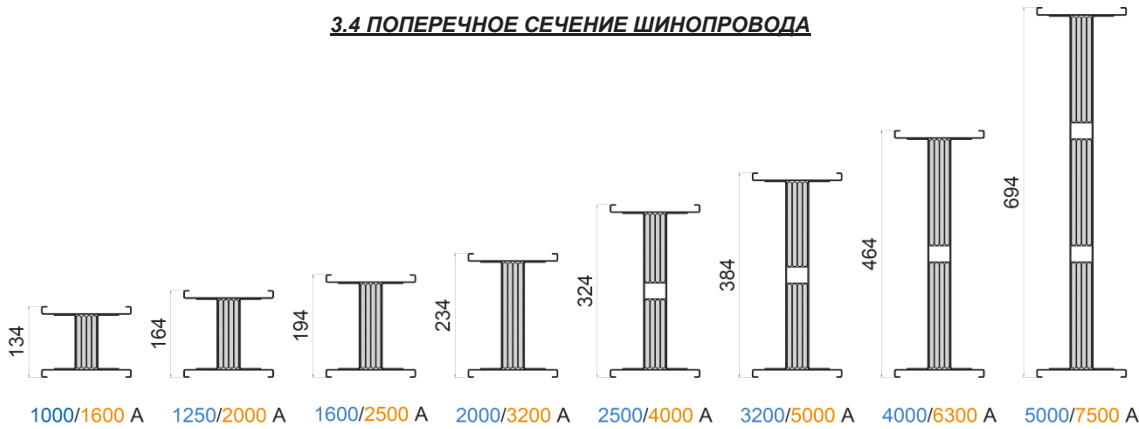 3.4 ПОПЕРЕЧНОЕ СЕЧЕНИЕ ШИНОПРОВОДА
134
164
194
234
324
384
464
694
1000/1600 А
1250/2000 А
1600/2500 А
2000/3200 А
2500/4000 А
3200/5000 А
4000/6300 А
5000/7500 А